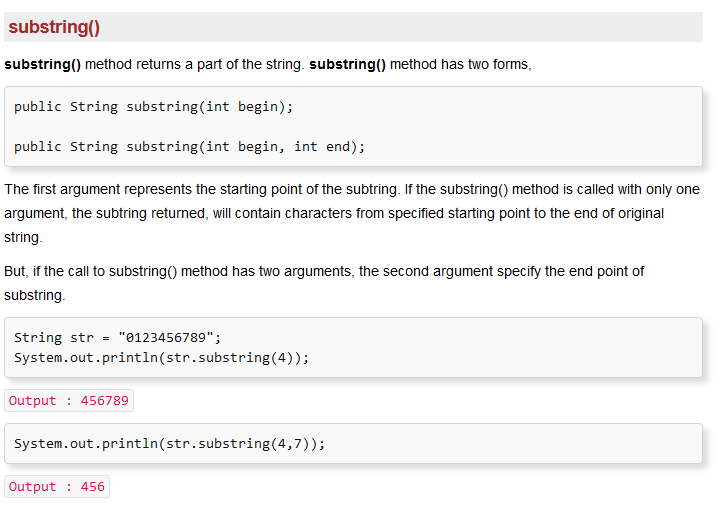 substring()
substring() method returns a part of the string. substring() method has two forms,
public String substring(int begin);
public String substring(int begin, int end);
The first argument represents the starting point of the subtring. If the substring() method is called with only one
argument, the subtring returned, will contain characters from specified starting point to the end of original
string.
But, if the call to substring() method has two arguments, the second argument specify the end point of
substring.
String str = "0123456789";
System.out.println(str.substring(4));
Output : 456789
System.out.println(str.substring(4,7));
Output : 456